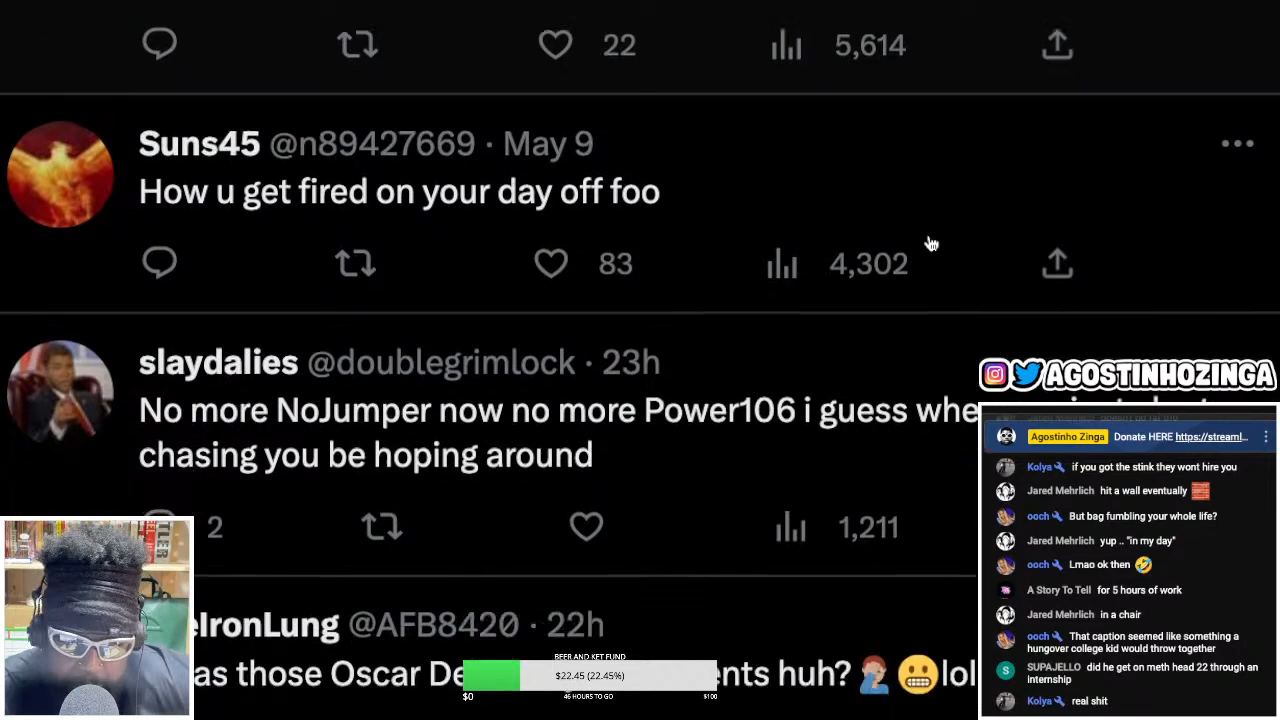 22
5,614
Suns45 @n89427669 · May 9
How u get fired on your day off foo
83
4,302
slaydalies @doublegrimlock · 23h
No more NoJumper now no more Power106 i guess
chasing you be hoping around
2
1,211
IronLung @AFB8420 · 22h
as those Oscar huh? 🤦🏽‍♂️😬lol
BEER AND KET FUND
$22.45 (22.45%)
$0
46 HOURS TO GO
$100
AGOSTINHOZINGA
Agostinho Zinga Donate HERE https://streaml...
Kolya if you got the stink they wont hire you
Jared Mehrlich hit a wall eventually 🧱
ooch But bag fumbling your whole life?
Jared Mehrlich yup .. "in my day"
ooch Lmao ok then 🤣
A Story To Tell for 5 hours of work
Jared Mehrlich in a chair
ooch That caption seemed like something a
hungover college kid would throw together
S
SUPAJELLO did he get on meth head 22 through an
internship
Kolya real shit